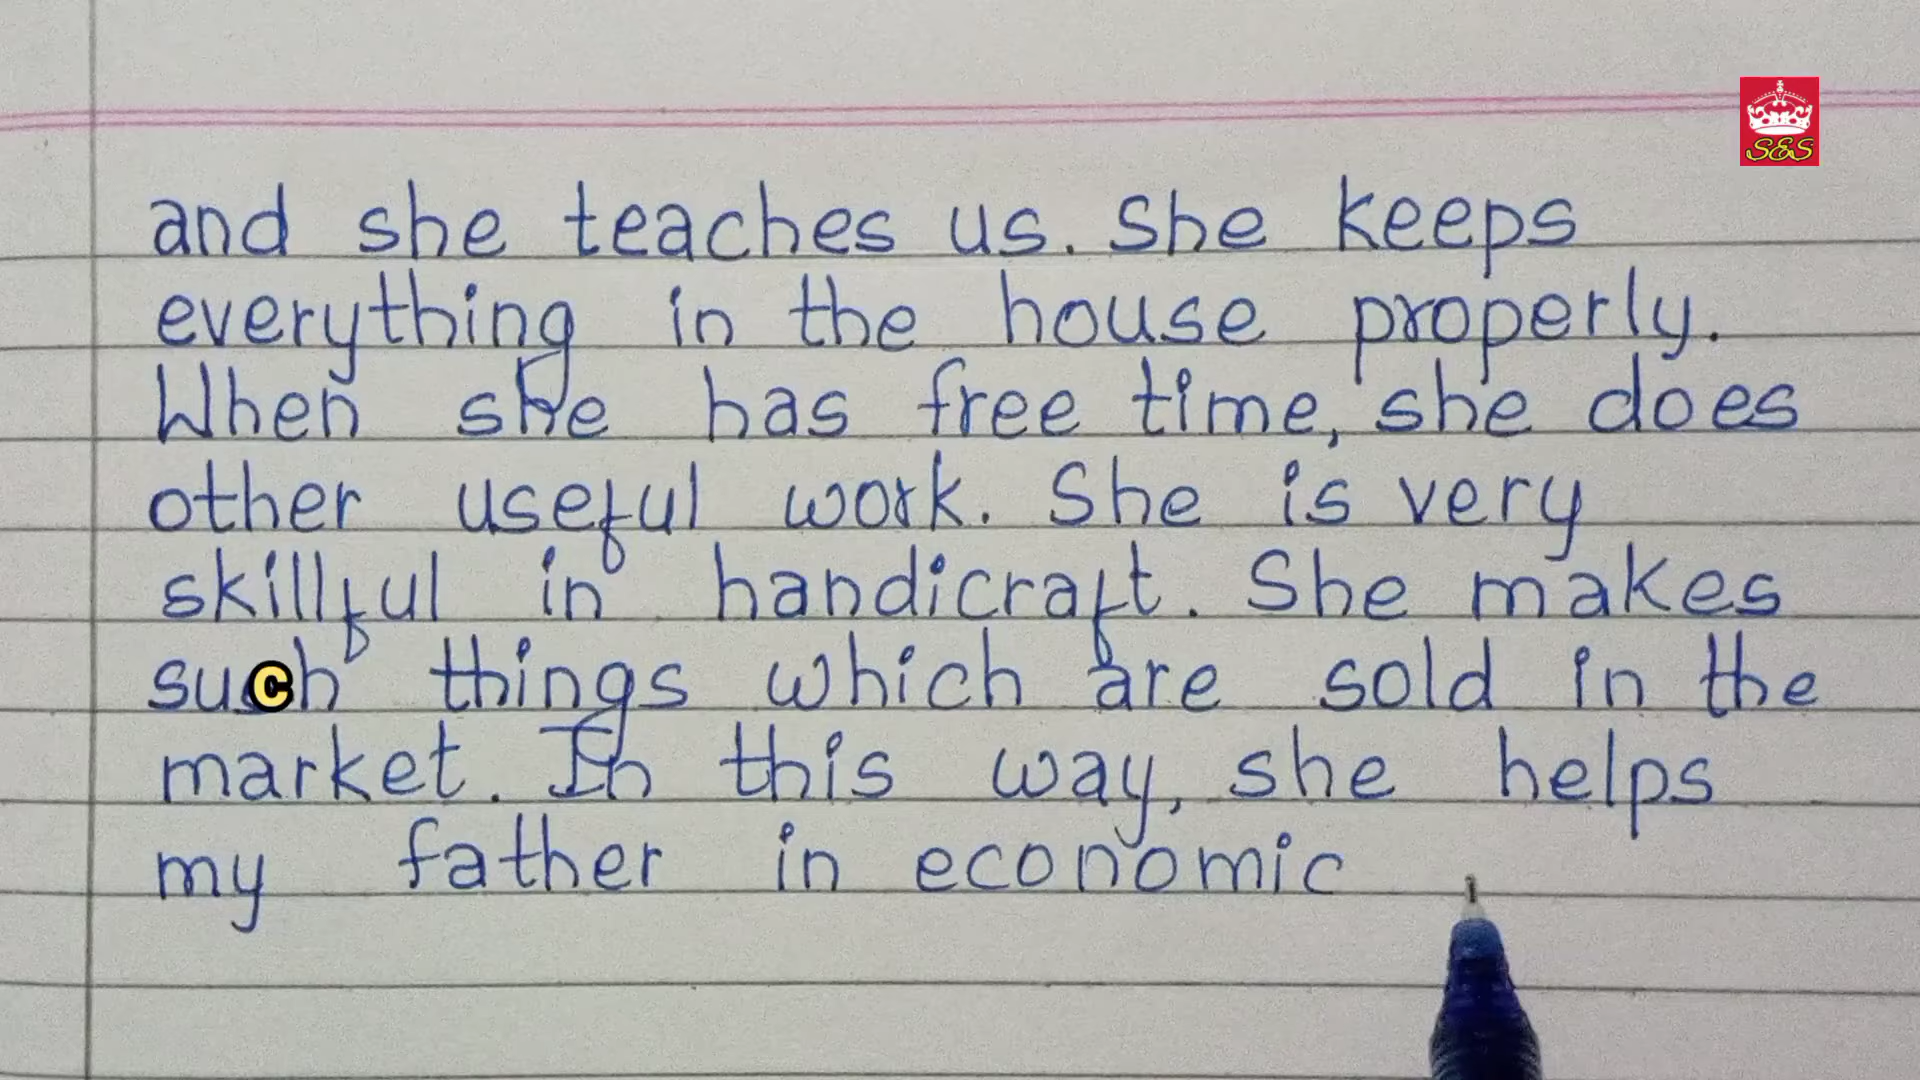 S&S
and she teaches us. She keeps
everything in the house properly.
When she has free time, she does
other useful work. She is very
skillful in handicraft. She makes
such things which are sold in the
market. In this way, she helps
my father in economic